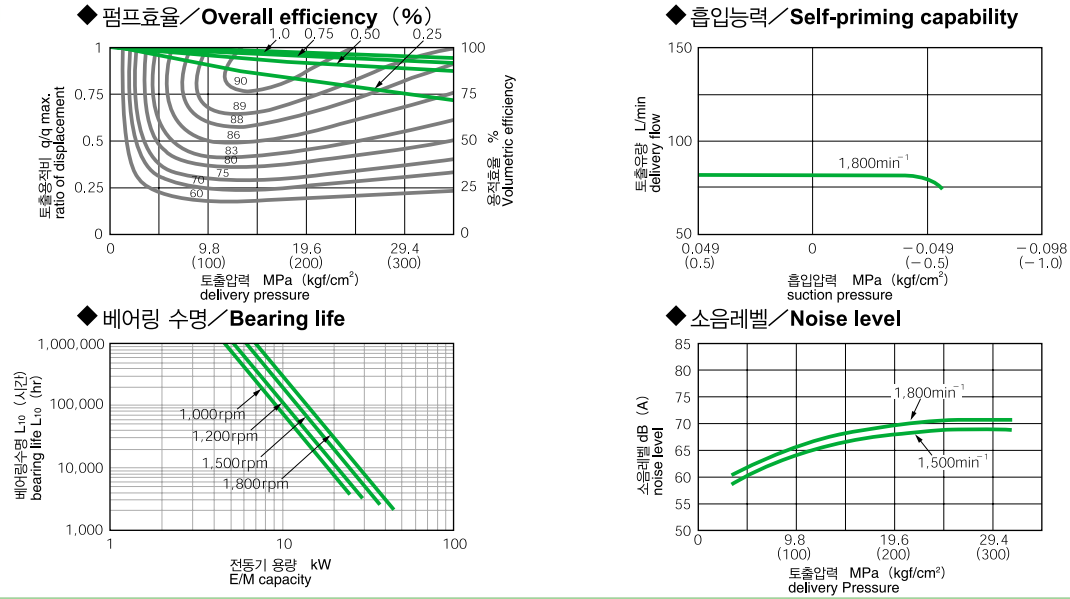 ◆ 펌프효율／Overall efficiency（%）
1.0 0.75 0.50 0.25
토출용적비 q/q max.
ratio of displacement
1
0.75
0.5
0.25
0
90
89
88
86
83
80
75
70
60
100
75
50
25
0
용적효율 %
Volumetric efficiency
0 9.8 19.6 29.4
(100) (200) (300)
토출압력 MPa (kgf/cm²)
delivery pressure
◆ 흡입능력／Self-priming capability
토출유량 L/min
delivery flow
150
100
50
1,800min⁻¹
0.049 0 −0.049 −0.098
(0.5) (−0.5) (−1.0)
흡입압력 MPa (kgf/cm²)
suction pressure
◆ 베어링 수명／Bearing life
베어링수명 L₁₀ (시간)
bearing life L₁₀ (hr)
1,000,000
100,000
10,000
1,000
1,000rpm
1,200rpm
1,500rpm
1,800rpm
1 10 100
전동기 용량 kW
E/M capacity
◆ 소음레벨／Noise level
소음레벨 dB (A)
noise level
85
80
75
70
65
60
55
50
1,800min⁻¹
1,500min⁻¹
0 9.8 19.6 29.4
(100) (200) (300)
토출압력 MPa (kgf/cm²)
delivery Pressure